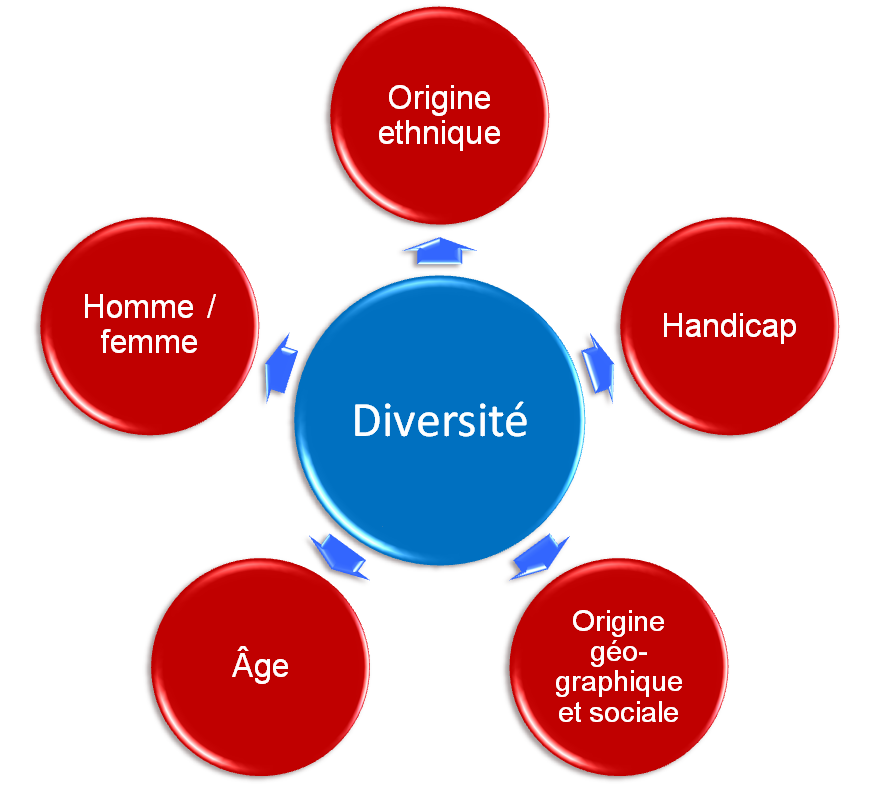 Origine
ethnique
Homme /
femme
Handicap
Diversité
Âge
Origine
géo-
graphique
et sociale